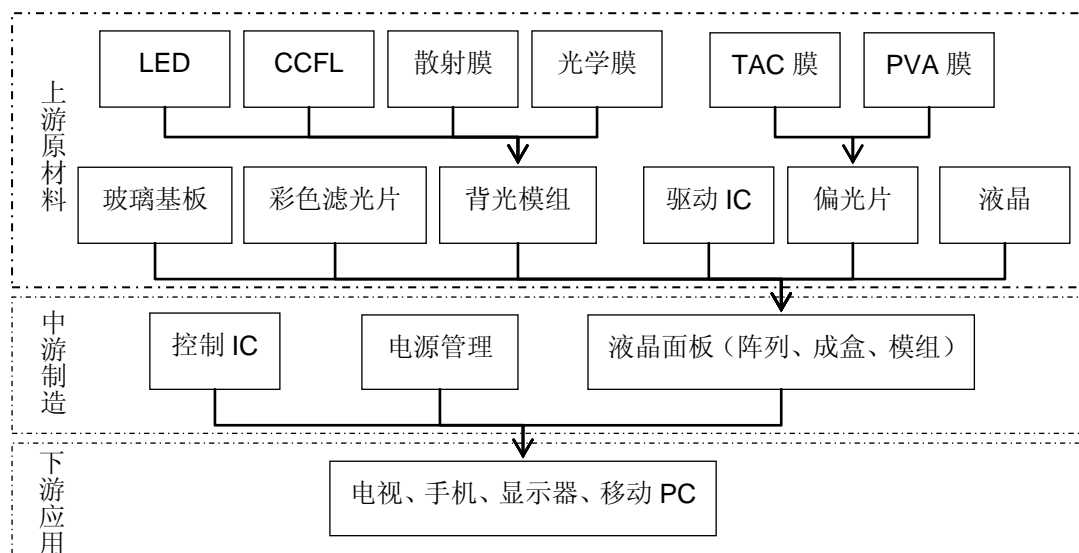 上游原材料
LED
CCFL
散射膜
光学膜
TAC 膜
PVA 膜
玻璃基板
彩色滤光片
背光模组
驱动 IC
偏光片
液晶
中游制造
控制 IC
电源管理
液晶面板（阵列、成盒、模组）
下游应用
电视、手机、显示器、移动 PC